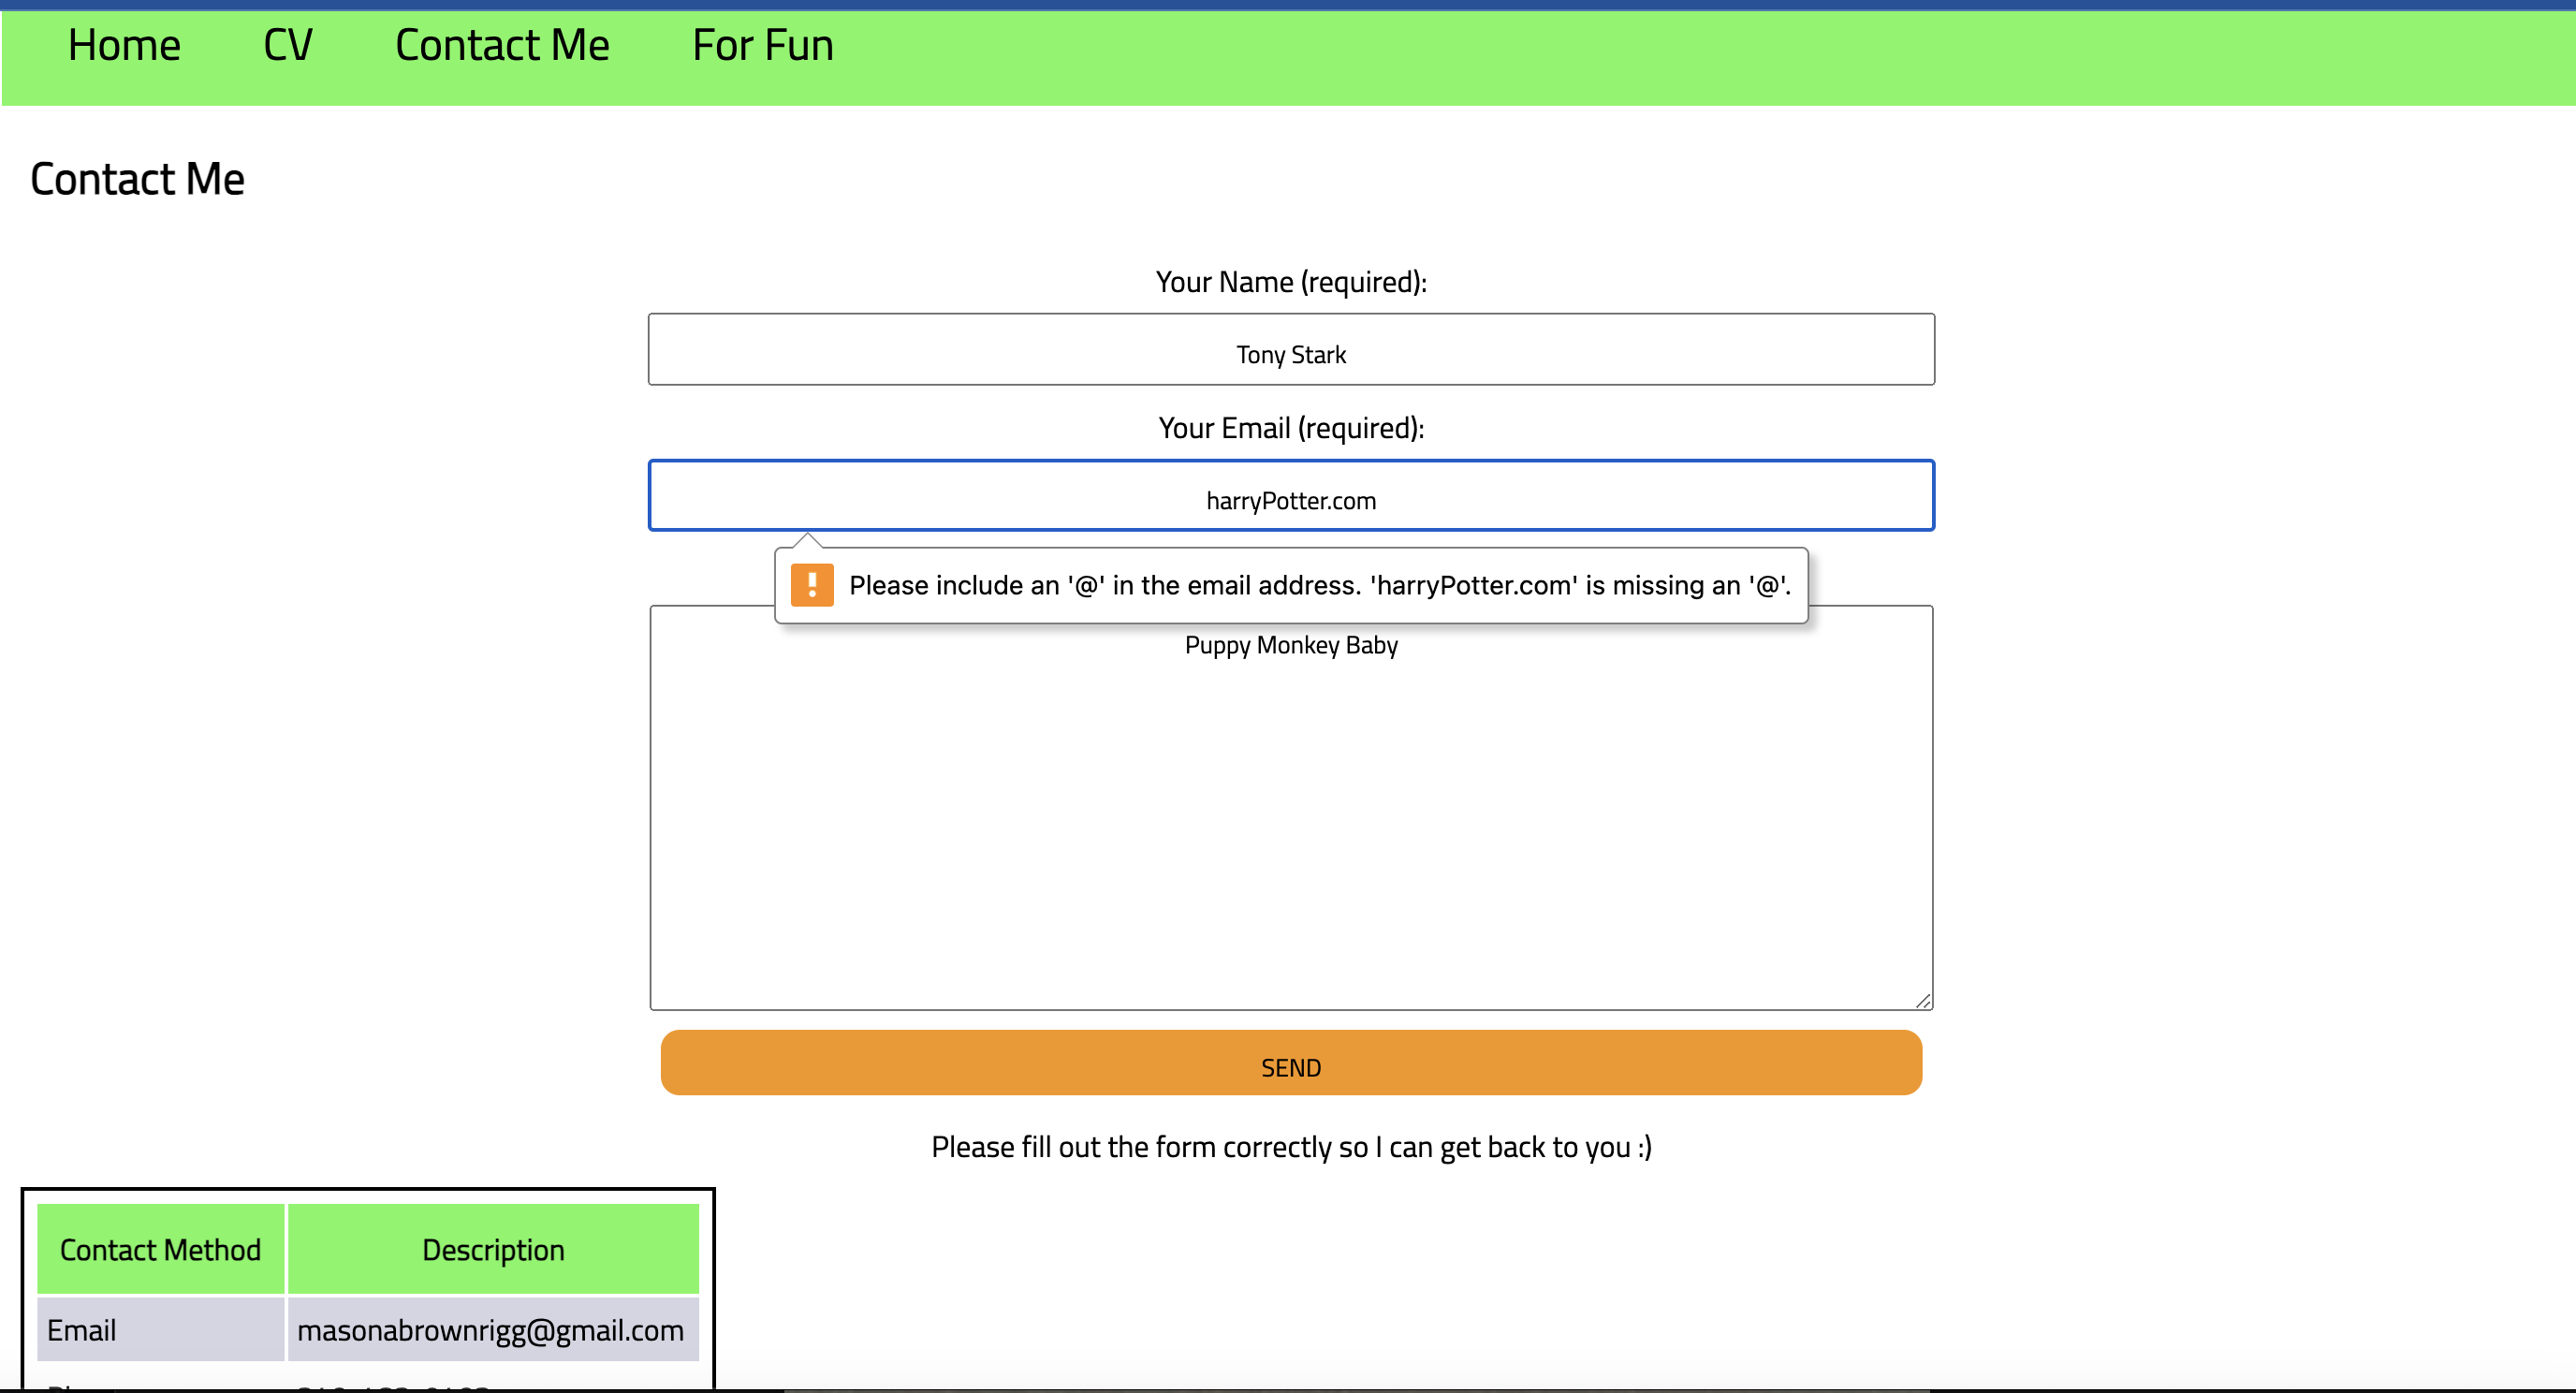 Home CV Contact Me For Fun
Contact Me
Your Name (required):
Tony Stark
Your Email (required):
harryPotter.com
Please include an '@' in the email address. 'harryPotter.com' is missing an '@'.
Puppy Monkey Baby
SEND
Please fill out the form correctly so I can get back to you :)
Contact Method Description
Email masonabrownrigg@gmail.com